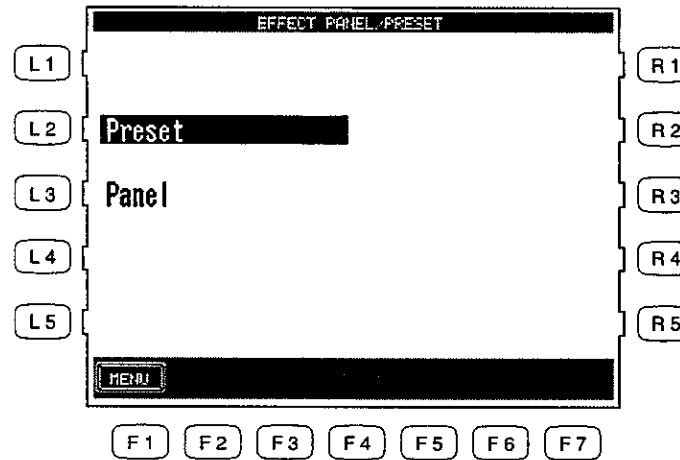 EFFECT PANEL/PRESET
L1 R1
L2 Preset R2
L3 Panel R3
L4 R4
L5 R5
MENU
F1 F2 F3 F4 F5 F6 F7